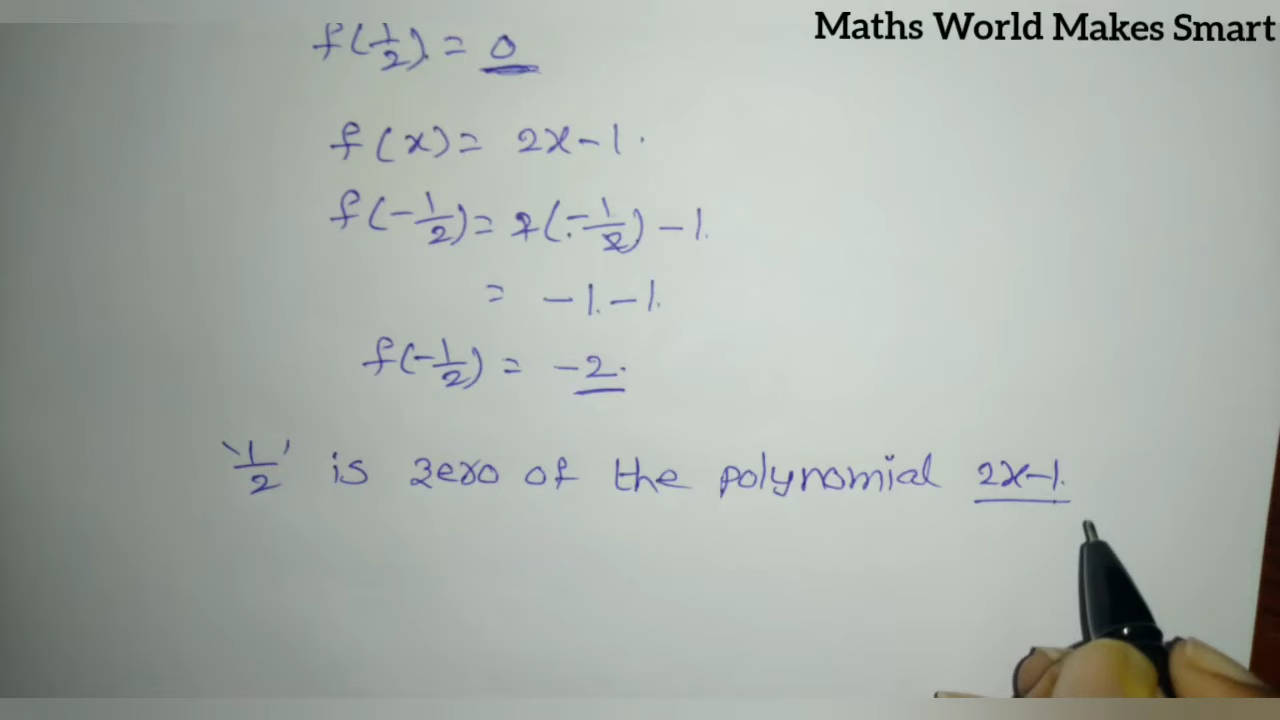 Maths World Makes Smart
f(1/2) = 0
f(x) = 2x-1.
f(-1/2) = 2(-1/2) -1.
= -1.-1.
f(-1/2) = -2.
'1/2' is zero of the polynomial 2x-1.